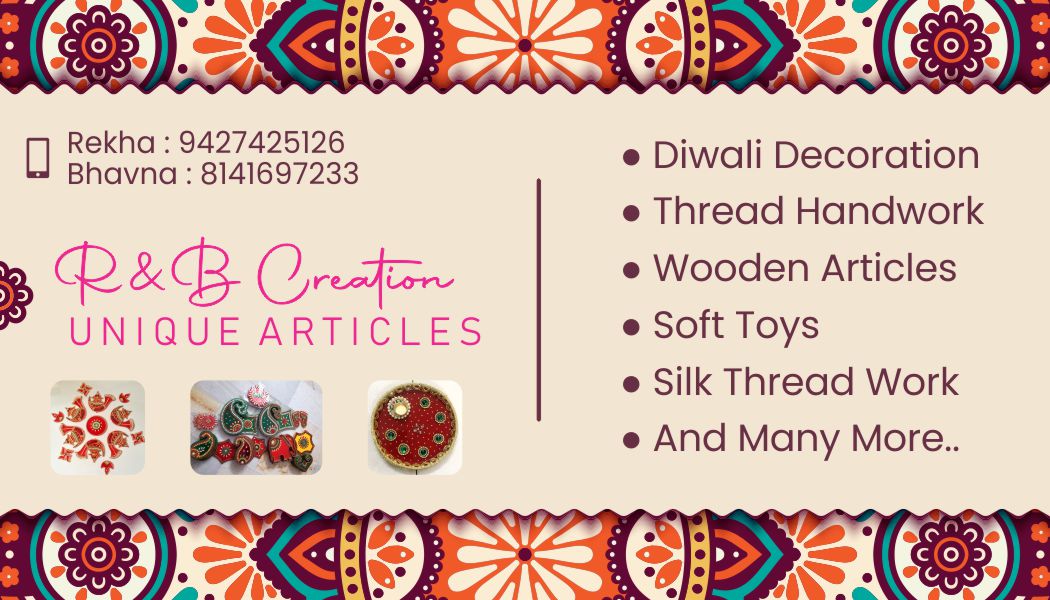 Rekha : 9427425126
Bhavna : 8141697233
R & B Creation
UNIQUE ARTICLES
● Diwali Decoration
● Thread Handwork
● Wooden Articles
● Soft Toys
● Silk Thread Work
● And Many More..